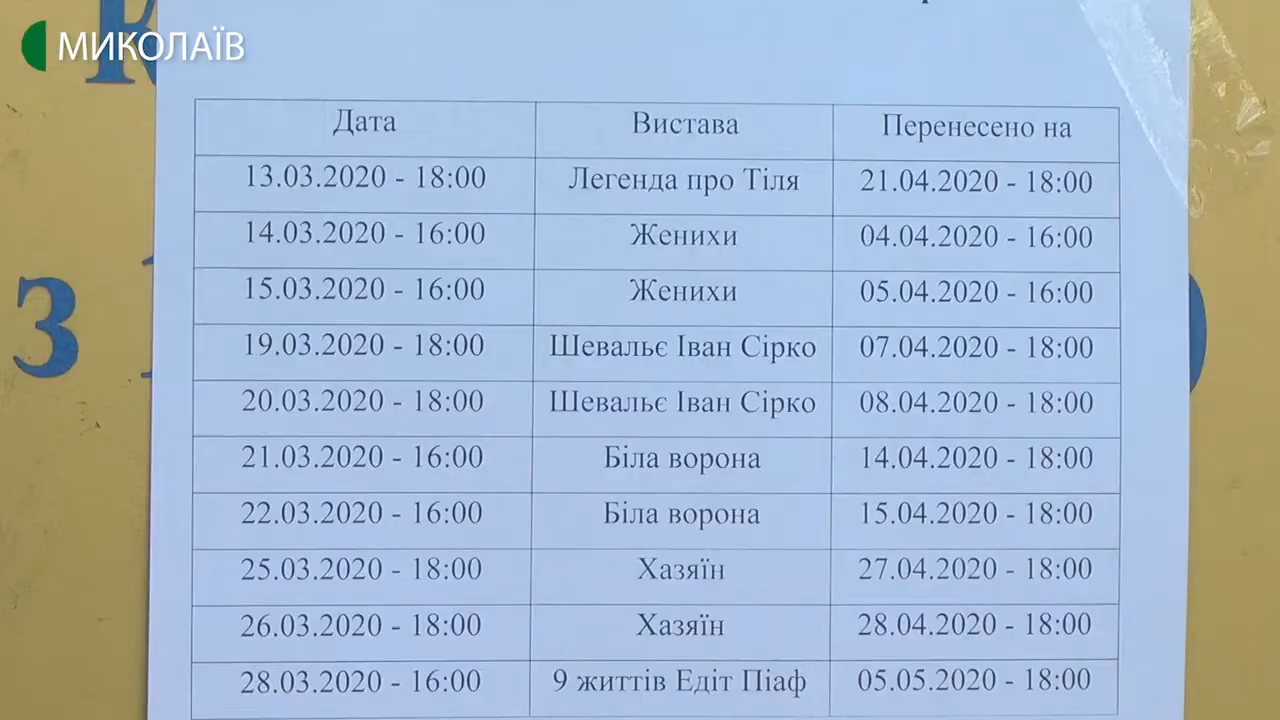 МИКОЛАЇВ
Дата Вистава Перенесено на
13.03.2020 - 18:00 Легенда про Тіля 21.04.2020 - 18:00
14.03.2020 - 16:00 Женихи 04.04.2020 - 16:00
15.03.2020 - 16:00 Женихи 05.04.2020 - 16:00
19.03.2020 - 18:00 Шевальє Іван Сірко 07.04.2020 - 18:00
20.03.2020 - 18:00 Шевальє Іван Сірко 08.04.2020 - 18:00
21.03.2020 - 16:00 Біла ворона 14.04.2020 - 18:00
22.03.2020 - 16:00 Біла ворона 15.04.2020 - 18:00
25.03.2020 - 18:00 Хазяїн 27.04.2020 - 18:00
26.03.2020 - 18:00 Хазяїн 28.04.2020 - 18:00
28.03.2020 - 16:00 9 життів Едіт Піаф 05.05.2020 - 18:00
З